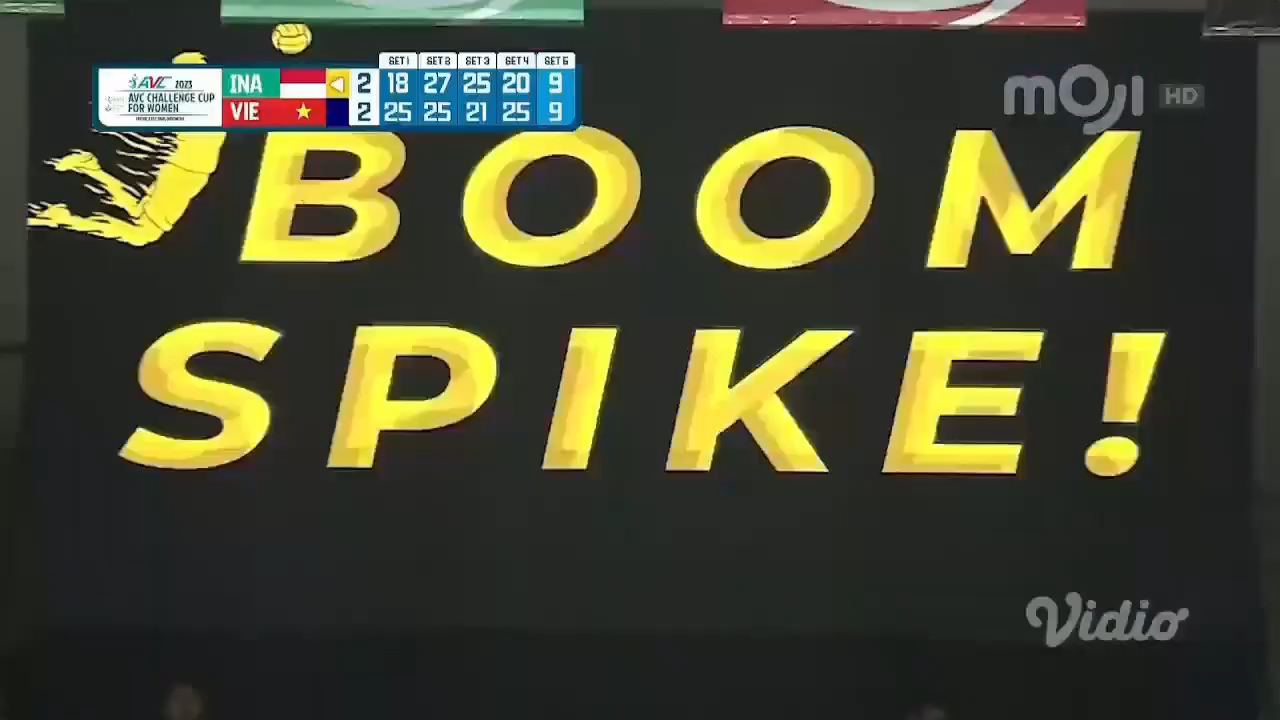 SET 1 SET 2 SET 3 SET 4 SET 5
AVC 2023
AVC CHALLENGE CUP
FOR WOMEN
INA 2 18 27 25 20 9
VIE 2 25 25 21 25 9
moji HD
BOOM
SPIKE!
Vidio